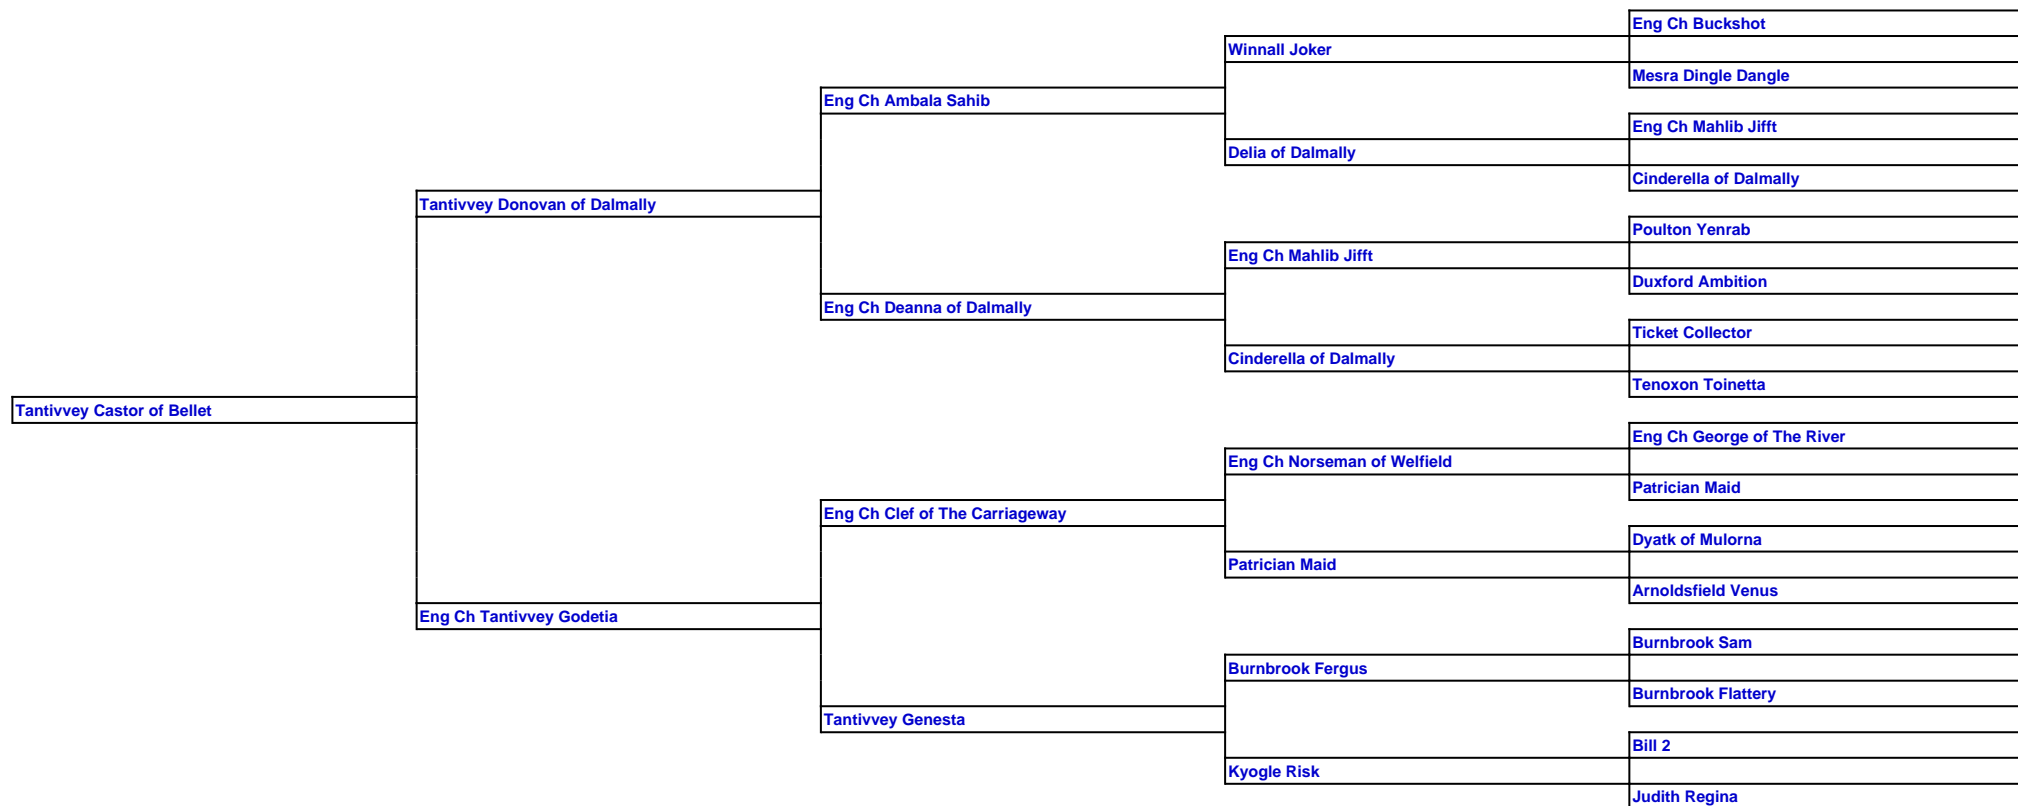 Eng Ch Buckshot
Winnall Joker
Mesra Dingle Dangle
Eng Ch Ambala Sahib
Eng Ch Mahlib Jifft
Delia of Dalmally
Cinderella of Dalmally
Tantivvey Donovan of Dalmally
Poulton Yenrab
Eng Ch Mahlib Jifft
Duxford Ambition
Eng Ch Deanna of Dalmally
Ticket Collector
Cinderella of Dalmally
Tenoxon Toinetta
Tantivvey Castor of Bellet
Eng Ch George of The River
Eng Ch Norseman of Welfield
Patrician Maid
Eng Ch Clef of The Carriageway
Dyatk of Mulorna
Patrician Maid
Arnoldsfield Venus
Eng Ch Tantivvey Godetia
Burnbrook Sam
Burnbrook Fergus
Burnbrook Flattery
Tantivvey Genesta
Bill 2
Kyogle Risk
Judith Regina